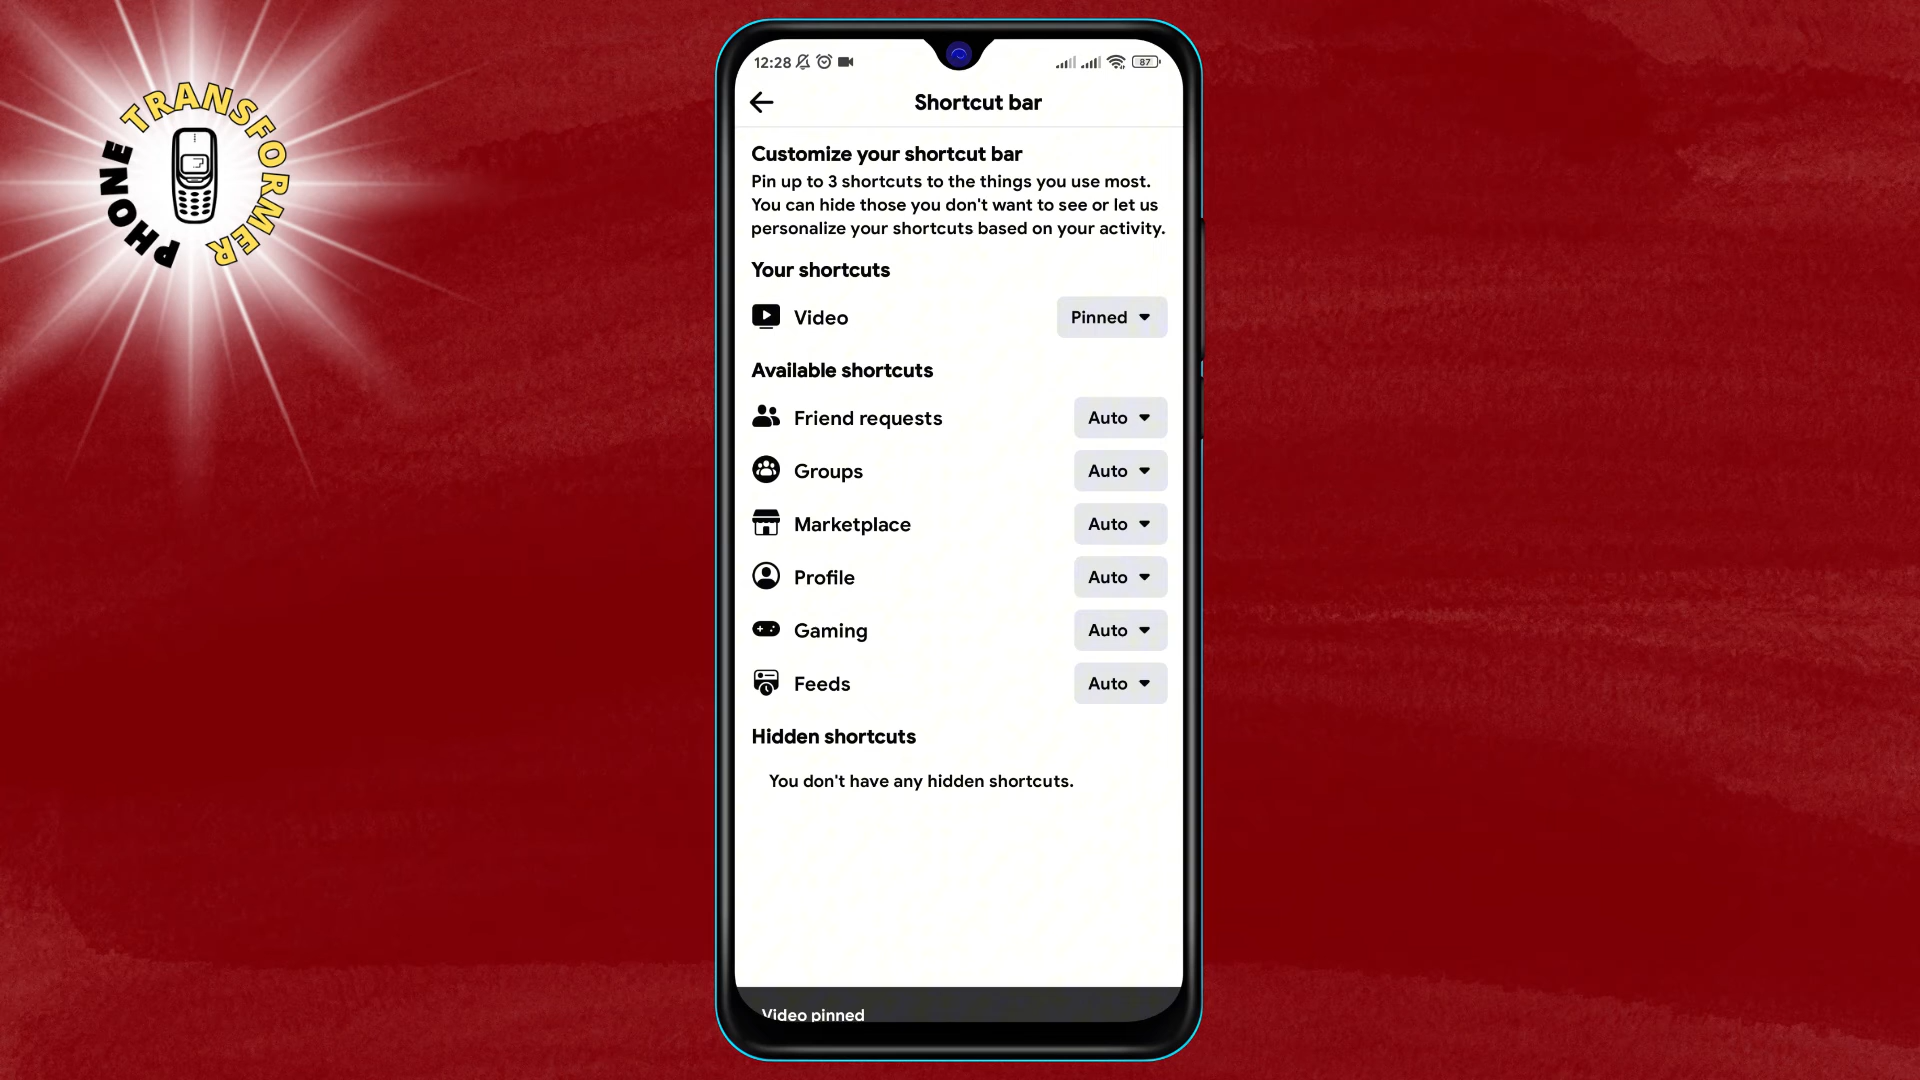 PHONE TRANSFORMER
12:28
87
Shortcut bar
Customize your shortcut bar
Pin up to 3 shortcuts to the things you use most.
You can hide those you don't want to see or let us
personalize your shortcuts based on your activity.
Your shortcuts
Video Pinned
Available shortcuts
Friend requests Auto
Groups Auto
Marketplace Auto
Profile Auto
Gaming Auto
Feeds Auto
Hidden shortcuts
You don't have any hidden shortcuts.
Video pinned